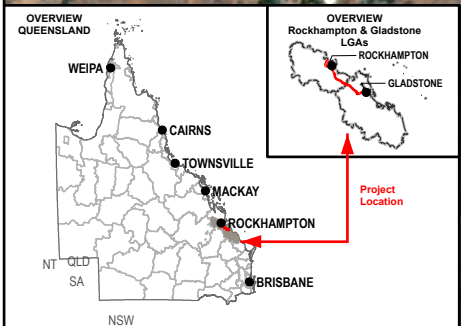 OVERVIEW
QUEENSLAND
WEIPA
CAIRNS
TOWNSVILLE
MACKAY
ROCKHAMPTON
BRISBANE
NT
QLD
SA
NSW
OVERVIEW
Rockhampton & Gladstone
LGAs
ROCKHAMPTON
GLADSTONE
Project
Location